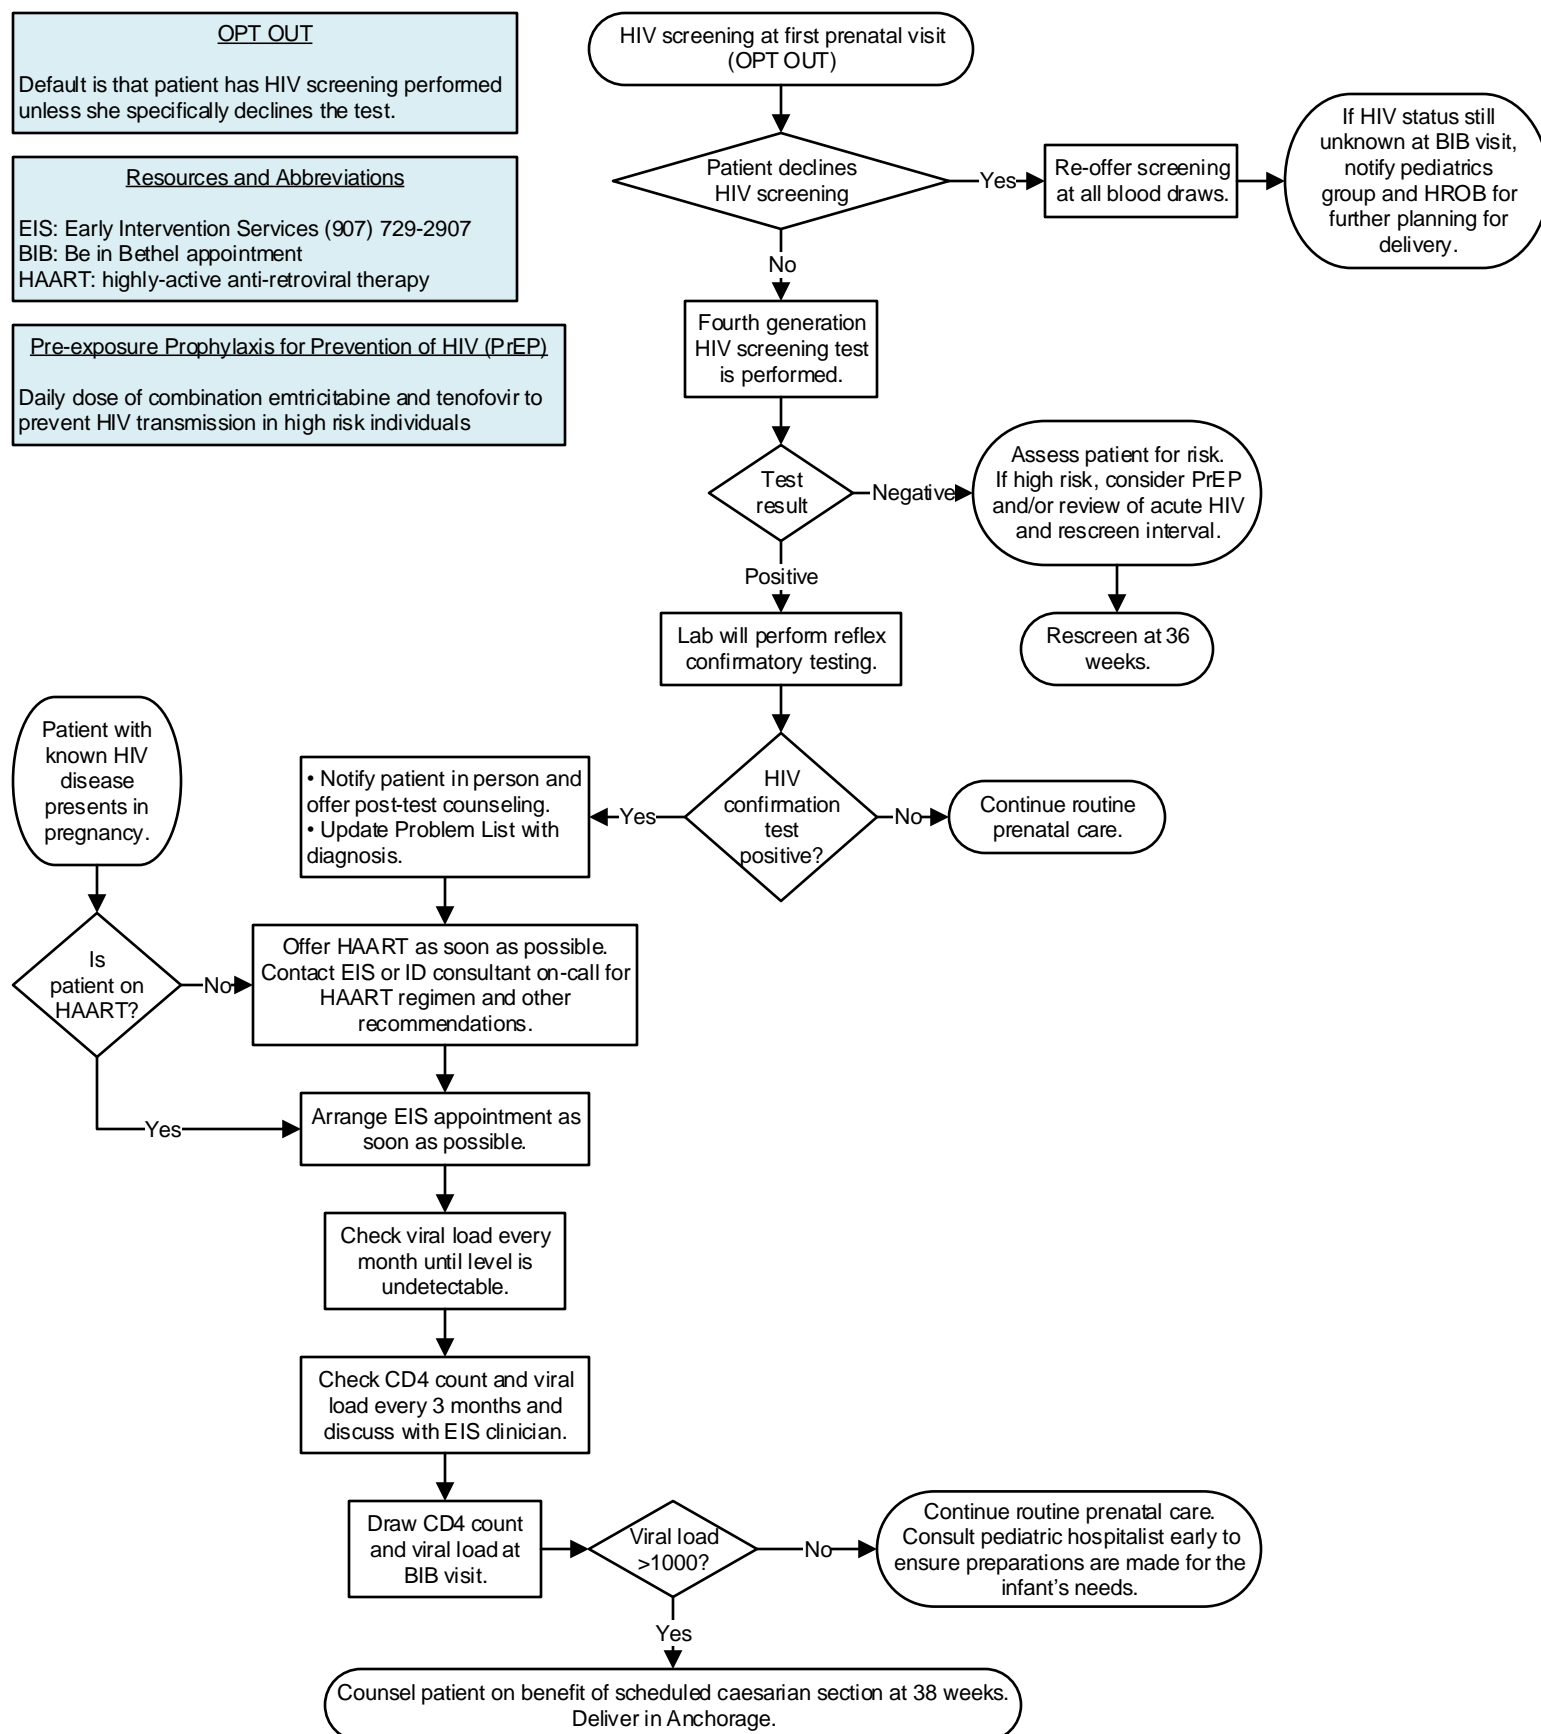 OPT OUT
Default is that patient has HIV screening performed
unless she specifically declines the test.
Resources and Abbreviations
EIS: Early Intervention Services (907) 729-2907
BIB: Be in Bethel appointment
HAART: highly-active anti-retroviral therapy
Pre-exposure Prophylaxis for Prevention of HIV (PrEP)
Daily dose of combination emtricitabine and tenofovir to
prevent HIV transmission in high risk individuals
HIV screening at first prenatal visit
(OPT OUT)
Patient declines
HIV screening
Yes
Re-offer screening
at all blood draws.
If HIV status still
unknown at BIB visit,
notify pediatrics
group and HROB for
further planning for
delivery.
No
Fourth generation
HIV screening test
is performed.
Test
result
Negative
Assess patient for risk.
If high risk, consider PrEP
and/or review of acute HIV
and rescreen interval.
Rescreen at 36
weeks.
Positive
Lab will perform reflex
confirmatory testing.
HIV
confirmation
test
positive?
No
Continue routine
prenatal care.
Yes
• Notify patient in person and
offer post-test counseling.
• Update Problem List with
diagnosis.
Patient with
known HIV
disease
presents in
pregnancy.
Is
patient on
HAART?
No
Offer HAART as soon as possible.
Contact EIS or ID consultant on-call for
HAART regimen and other
recommendations.
Yes
Arrange EIS appointment as
soon as possible.
Check viral load every
month until level is
undetectable.
Check CD4 count and viral
load every 3 months and
discuss with EIS clinician.
Draw CD4 count
and viral load at
BIB visit.
Viral load
>1000?
No
Continue routine prenatal care.
Consult pediatric hospitalist early to
ensure preparations are made for the
infant's needs.
Yes
Counsel patient on benefit of scheduled caesarian section at 38 weeks.
Deliver in Anchorage.